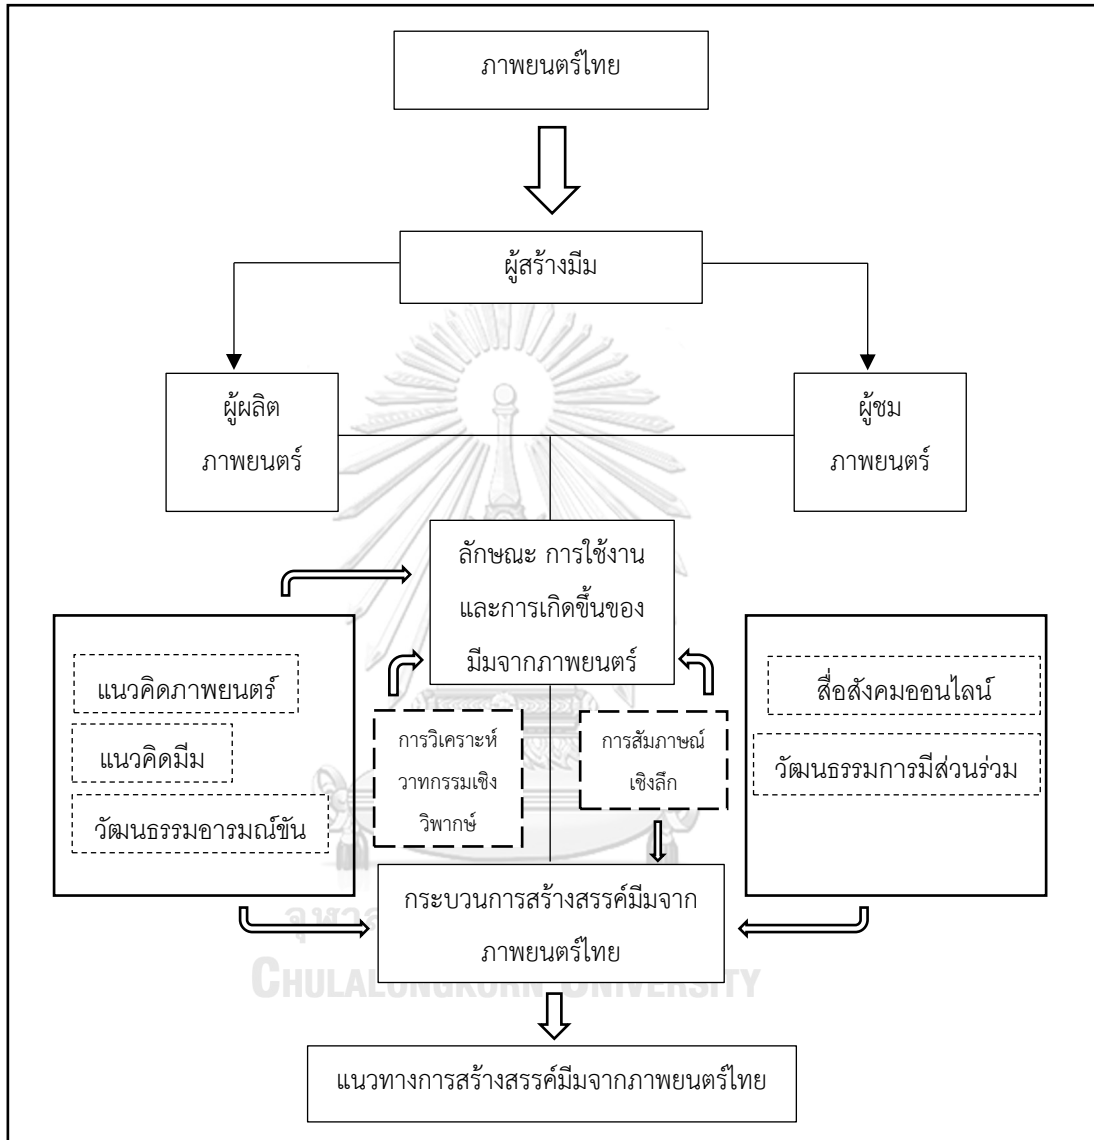 ภาพยนตร์ไทย
ผู้สร้างมีม
ผู้ผลิต
ภาพยนตร์
ผู้ชม
ภาพยนตร์
ลักษณะ การใช้งาน
และการเกิดขึ้นของ
มีมจากภาพยนตร์
แนวคิดภาพยนตร์
แนวคิดมีม
วัฒนธรรมอารมณ์ขัน
การวิเคราะห์
วาทกรรมเชิง
วิพากษ์
การสัมภาษณ์
เชิงลึก
สื่อสังคมออนไลน์
วัฒนธรรมการมีส่วนร่วม
กระบวนการสร้างสรรค์มีมจาก
ภาพยนตร์ไทย
CHULALONGKORN UNIVERSITY
แนวทางการสร้างสรรค์มีมจากภาพยนตร์ไทย